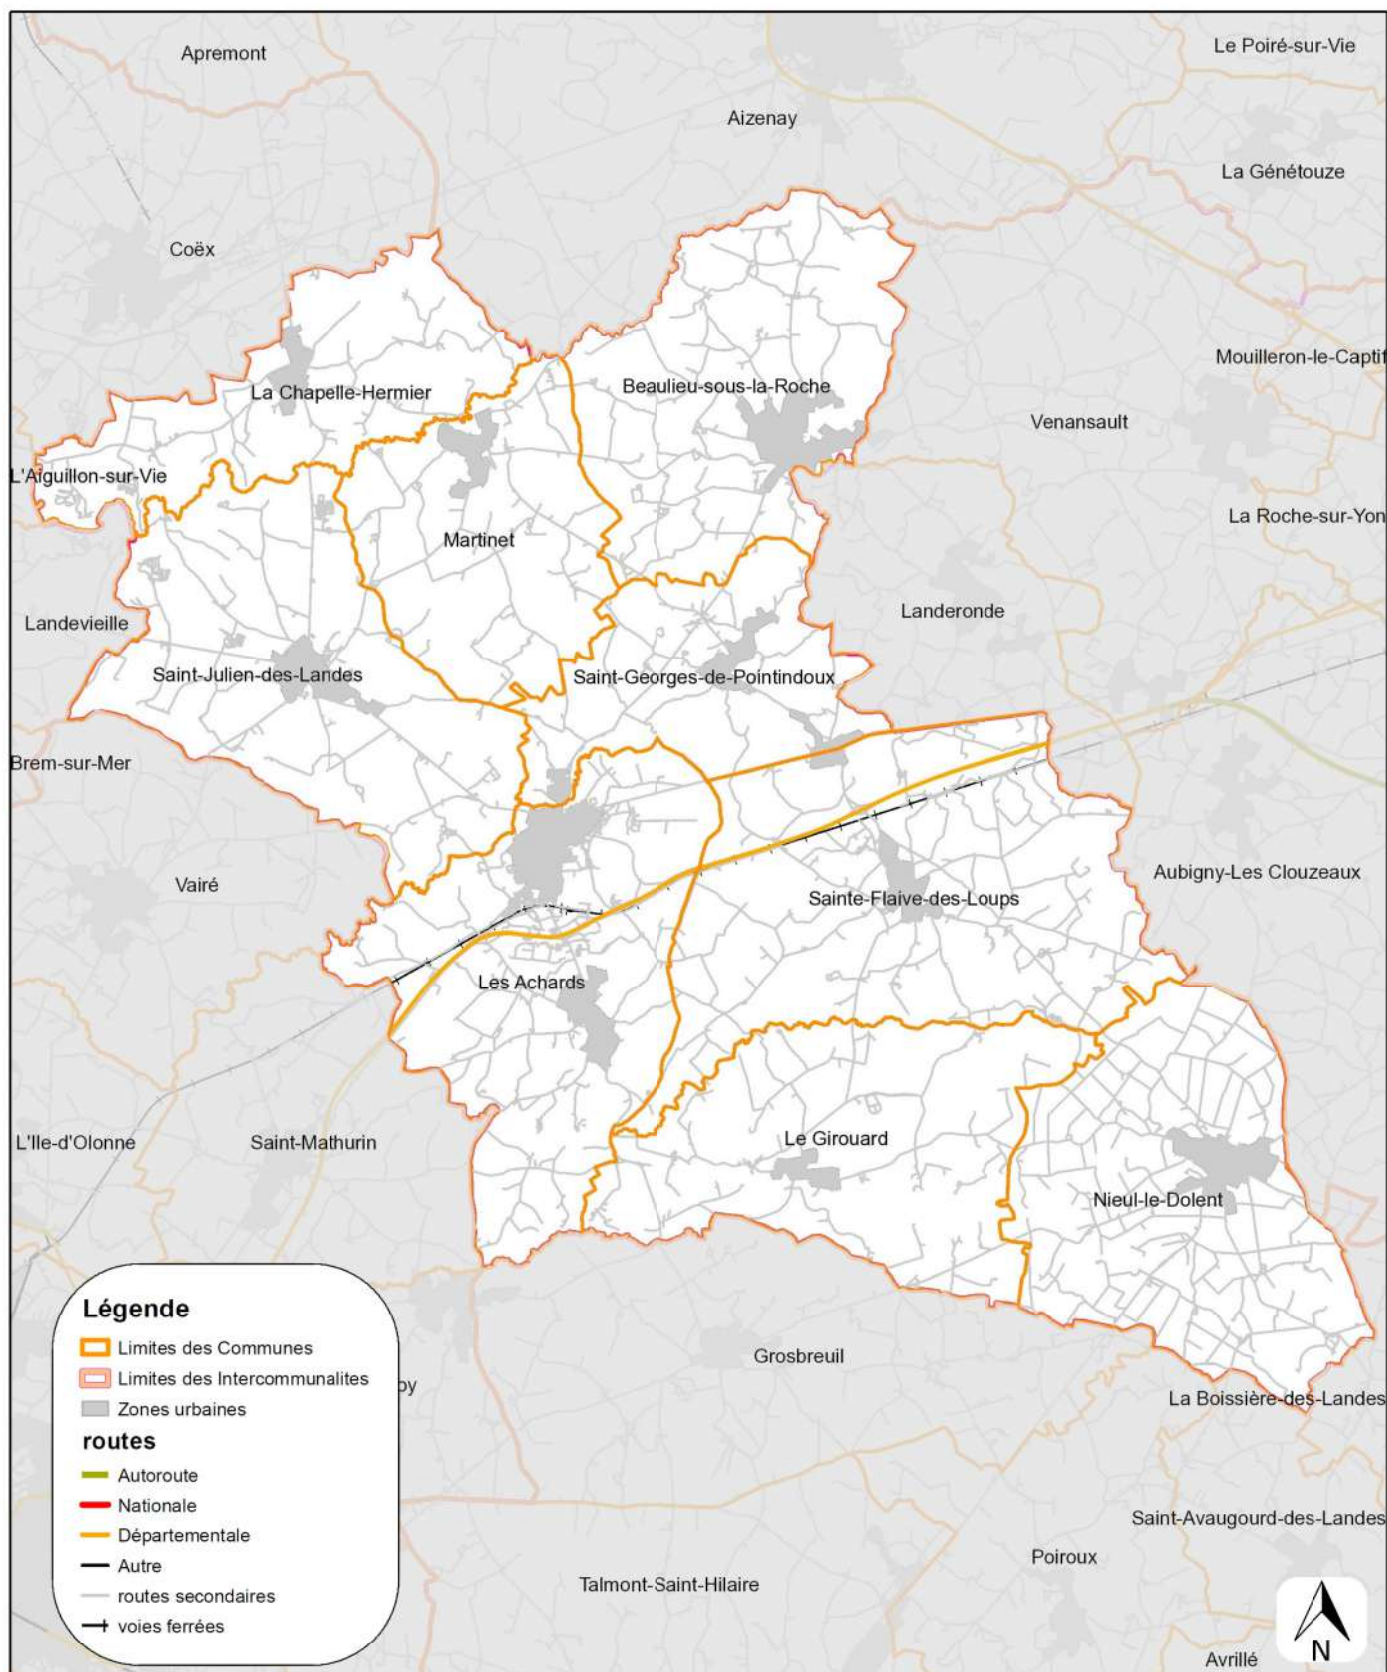 Apremont
Le Poiré-sur-Vie
Aizenay
La Génétouze
Coëx
Mouilleron-le-Captif
Beaulieu-sous-la-Roche
La Chapelle-Hermier
Venansault
L'Aiguillon-sur-Vie
La Roche-sur-Yon
Martinet
Landeronde
Landevieille
Saint-Julien-des-Landes
Saint-Georges-de-Pointindoux
Brem-sur-Mer
Aubigny-Les Clouzeaux
Vairé
Sainte-Flaive-des-Loups
Les Achards
Le Girouard
L'Ile-d'Olonne
Saint-Mathurin
Nieul-le-Dolent
Grosbreuil
oy
La Boissière-des-Landes
Saint-Avaugourd-des-Landes
Poiroux
Talmont-Saint-Hilaire
Avrillé
Légende
Limites des Communes
Limites des Intercommunalites
Zones urbaines
routes
Autoroute
Nationale
Départementale
Autre
routes secondaires
voies ferrées
N